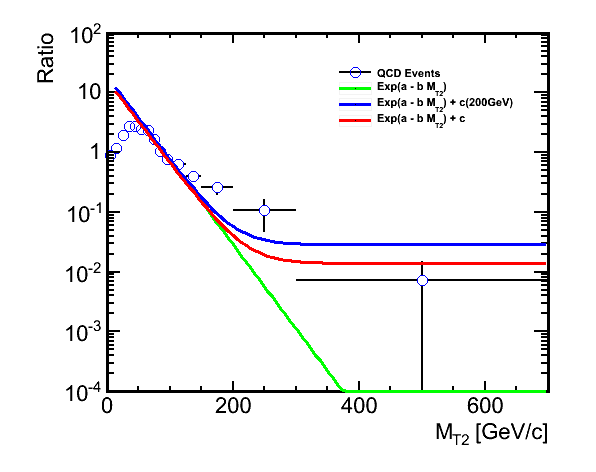 Ratio
10²
10
1
10⁻¹
10⁻²
10⁻³
10⁻⁴
QCD Events
Exp(a - b M_T2)
Exp(a - b M_T2) + c(200GeV)
Exp(a - b M_T2) + c
0 200 400 600
M_T2 [GeV/c]